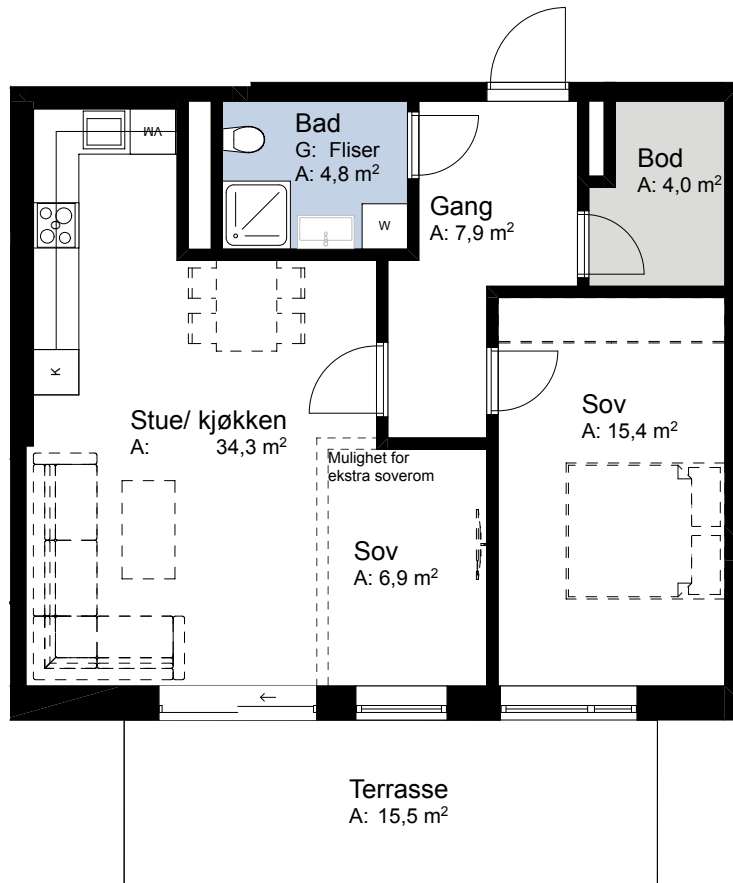 VM
Bad
G: Fliser
A: 4,8 m²
W
Bod
A: 4,0 m²
Gang
A: 7,9 m²
K
Stue/ kjøkken
A: 34,3 m²
Sov
A: 15,4 m²
Mulighet for
ekstra soverom
Sov
A: 6,9 m²
Terrasse
A: 15,5 m²